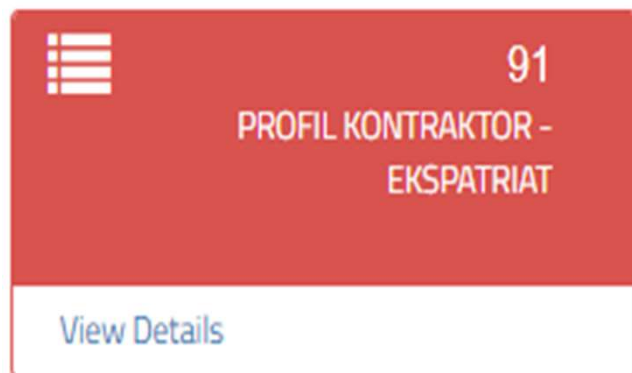 91
PROFIL KONTRAKTOR -
EKSPATRIAT
View Details